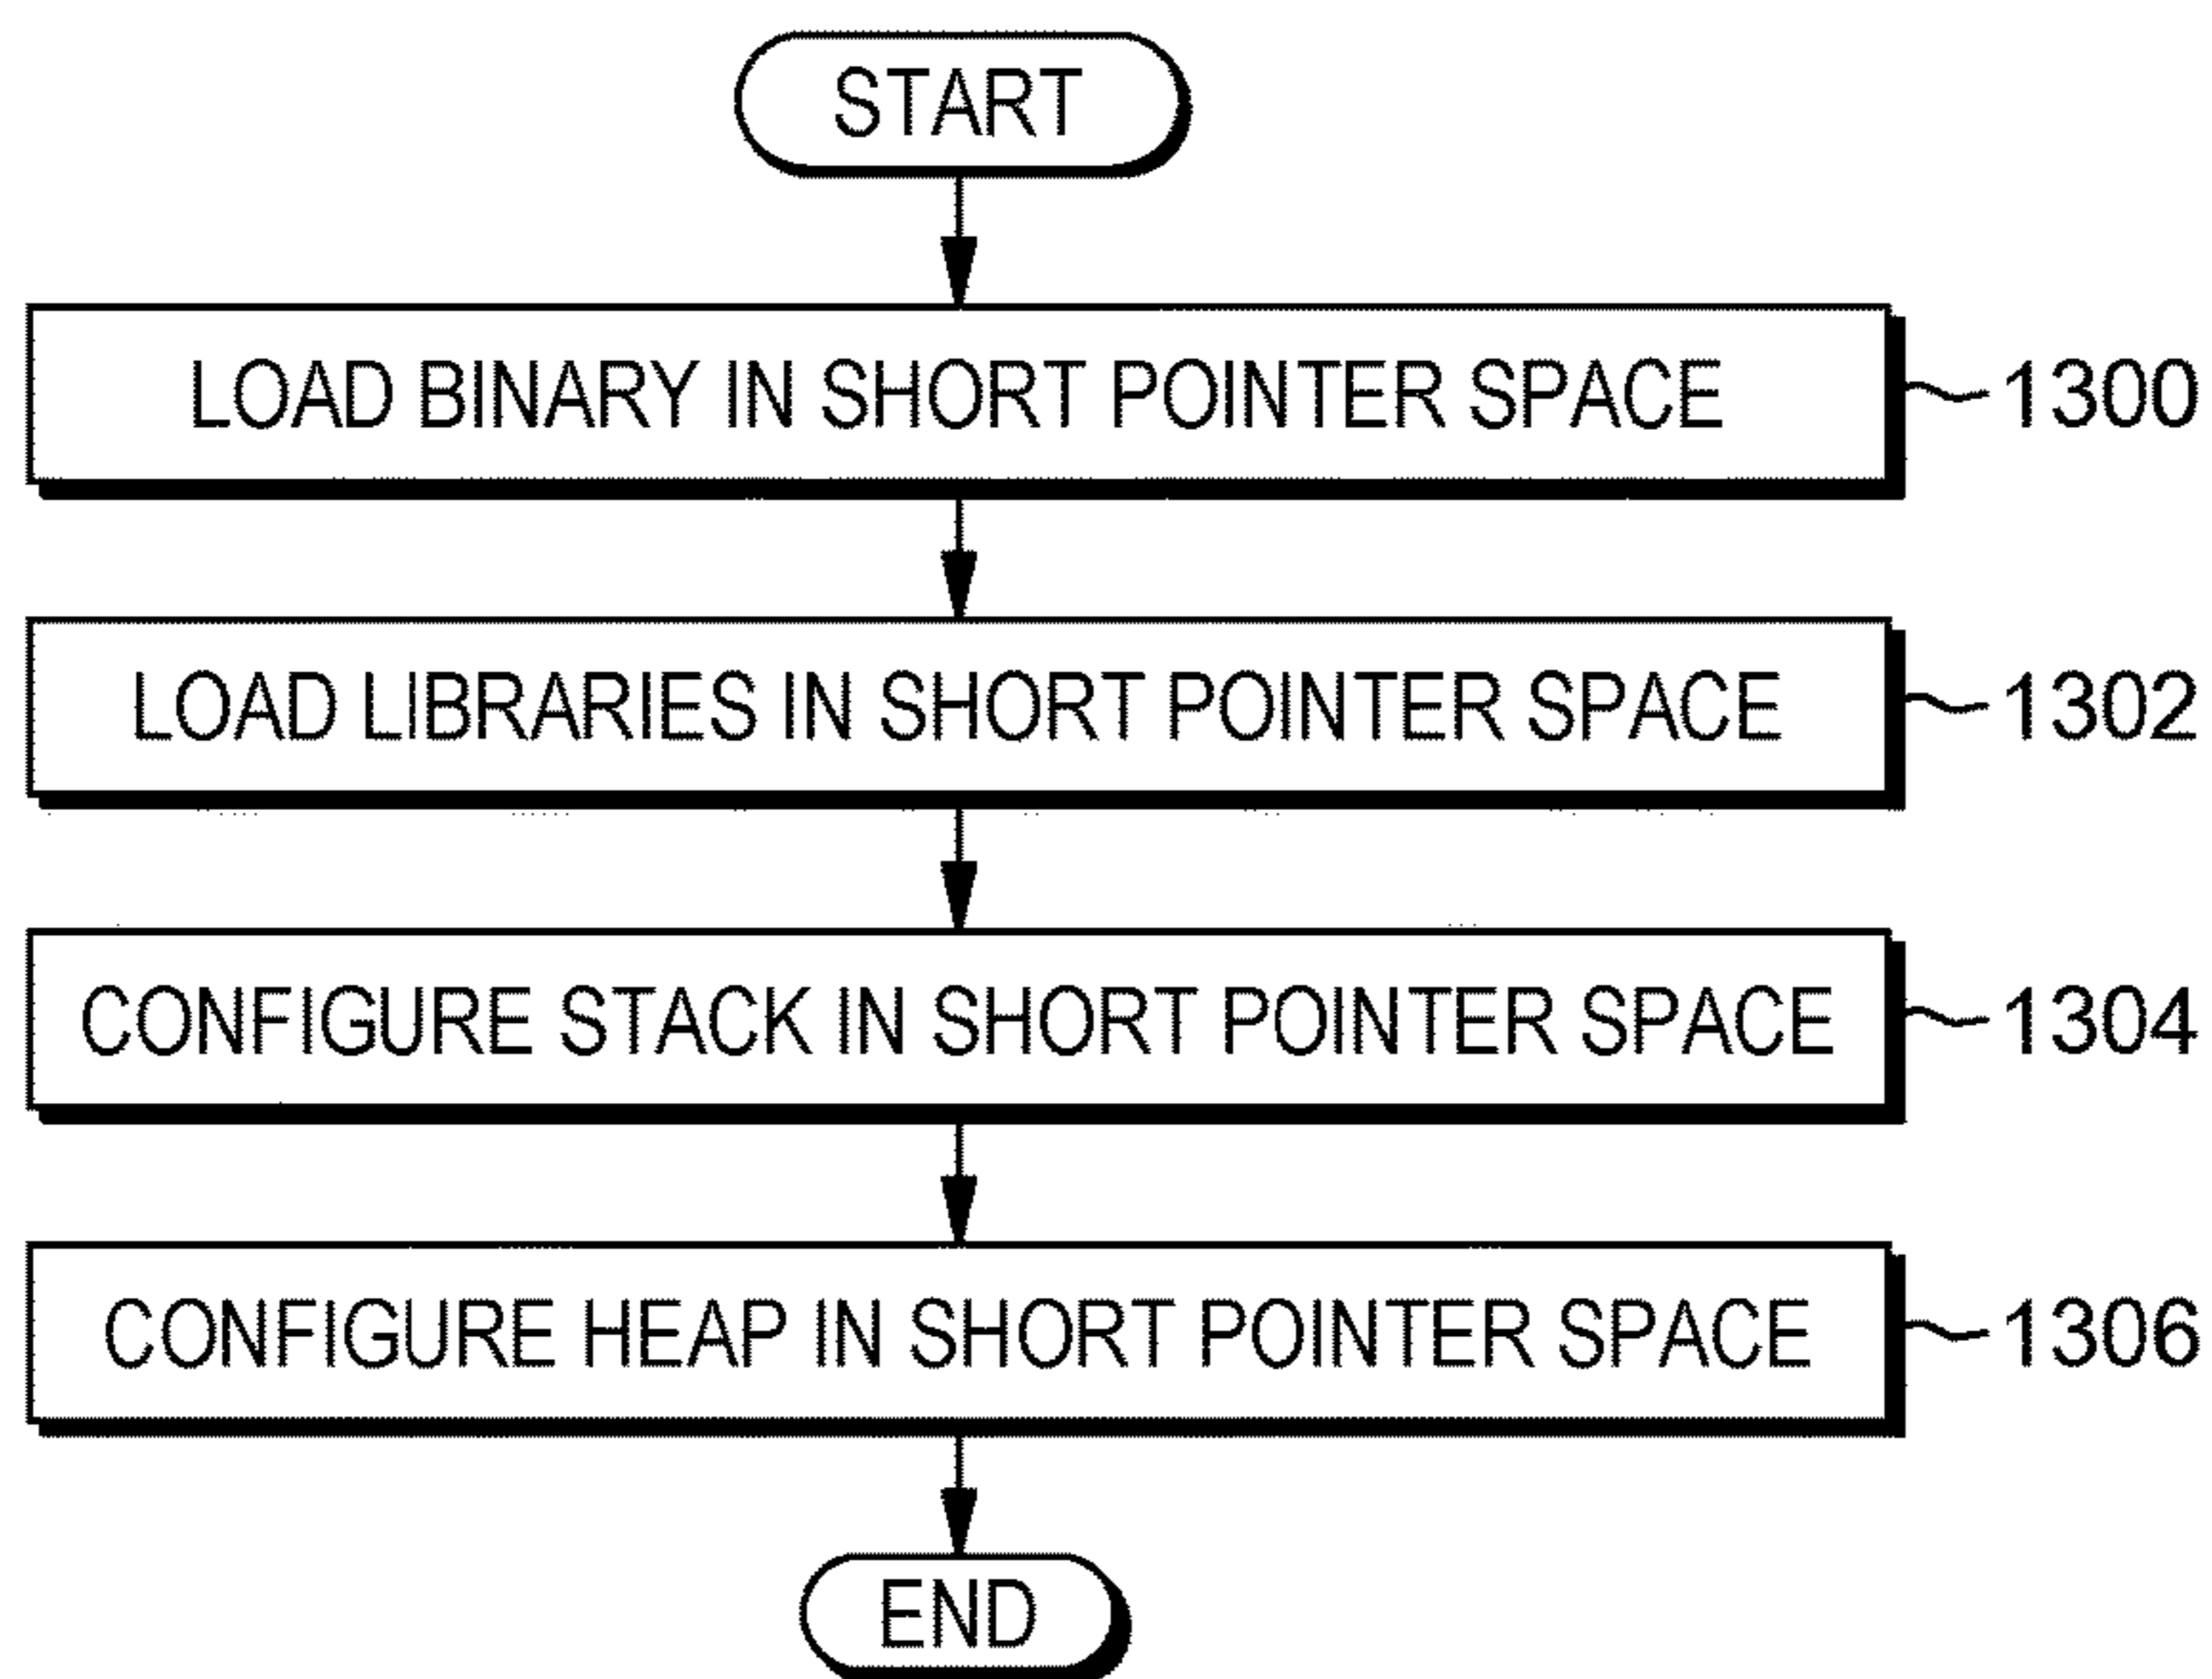 START
LOAD BINARY IN SHORT POINTER SPACE 1300
LOAD LIBRARIES IN SHORT POINTER SPACE 1302
CONFIGURE STACK IN SHORT POINTER SPACE 1304
CONFIGURE HEAP IN SHORT POINTER SPACE 1306
END